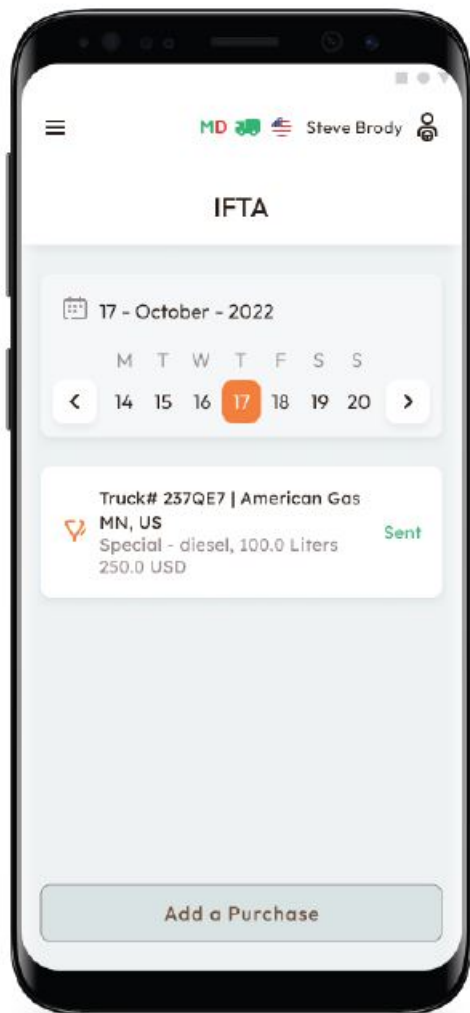 MD Steve Brody
IFTA
17 - October - 2022
M T W T F S S
14 15 16 17 18 19 20
Truck# 237QE7 | American Gas
MN, US
Special - diesel, 100.0 Liters
250.0 USD
Sent
Add a Purchase